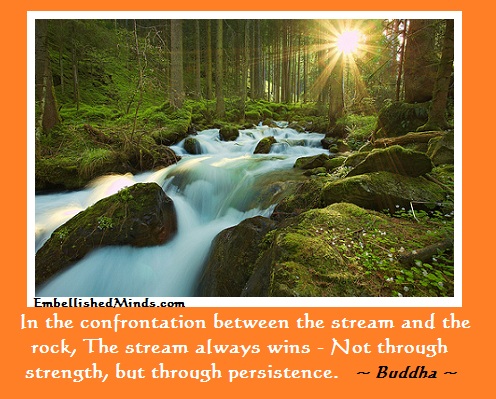 EmbellishedMinds.com
In the confrontation between the stream and the
rock, The stream always wins - Not through
strength, but through persistence. ~ Buddha ~